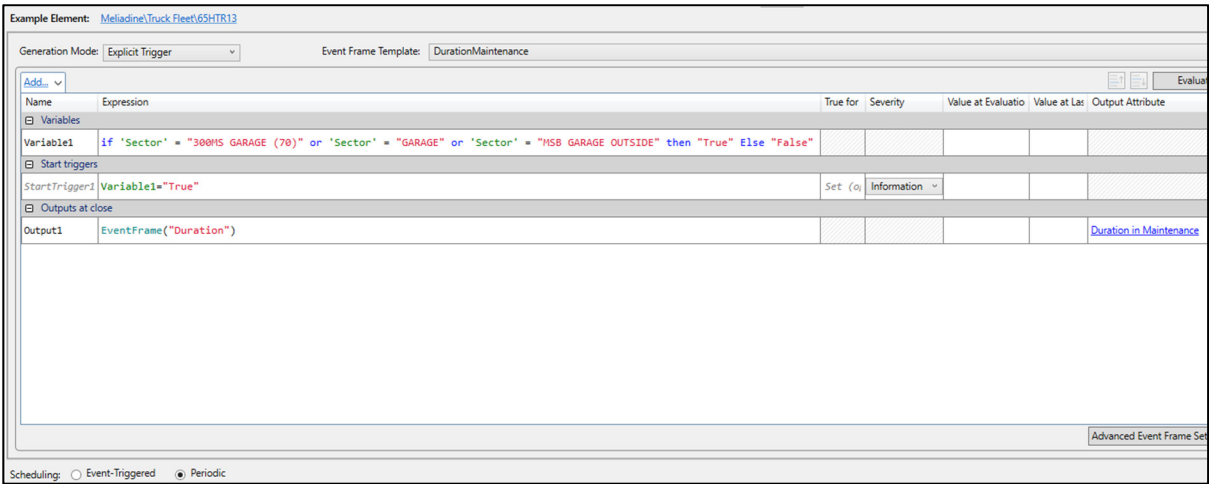 Example Element: Meliadine\Truck Fleet\65HTR13
Generation Mode: Explicit Trigger Event Frame Template: DurationMaintenance
Add... Evaluat
Name Expression True for Severity Value at Evaluatio Value at Las Output Attribute
Variables
Variable1 if 'Sector' = "300MS GARAGE (70)" or 'Sector' = "GARAGE" or 'Sector' = "MSB GARAGE OUTSIDE" then "True" Else "False"
Start triggers
StartTrigger1 Variable1="True" Set (o Information
Outputs at close
Output1 EventFrame("Duration") Duration in Maintenance
Advanced Event Frame Set
Scheduling: Event-Triggered Periodic